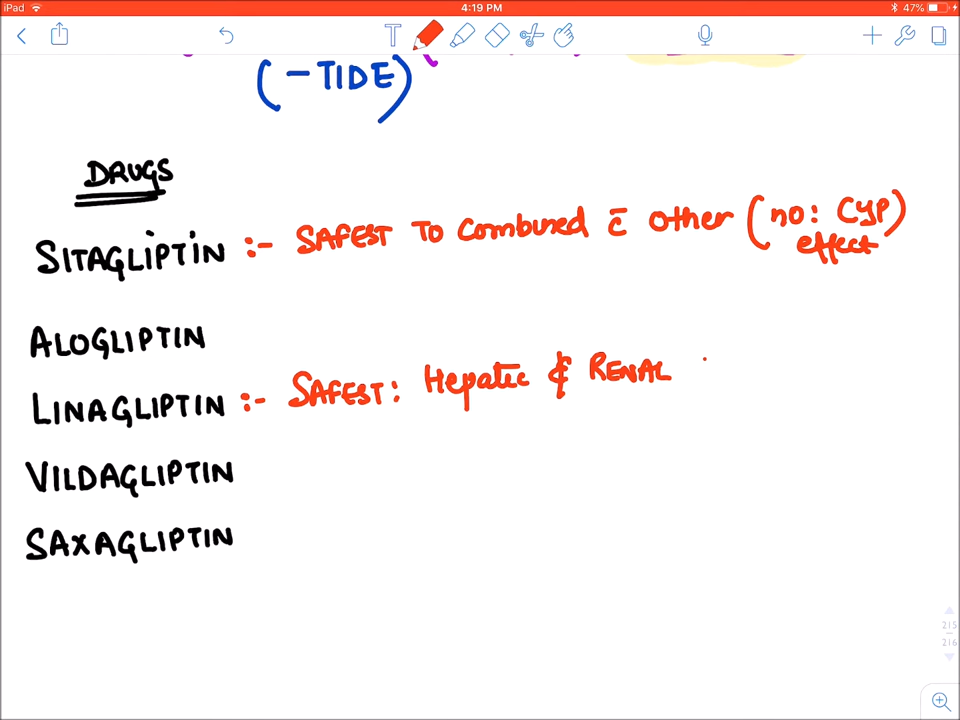 iPad 4:19 PM 47%
T
(-TIDE)
DRUGS
SITAGLIPTIN :- SAFEST To Combined c̄ Other (no: CYP)
effect
ALOGLIPTIN
LINAGLIPTIN :- SAFEST: Hepatic & RENAL
VILDAGLIPTIN
SAXAGLIPTIN
215
216